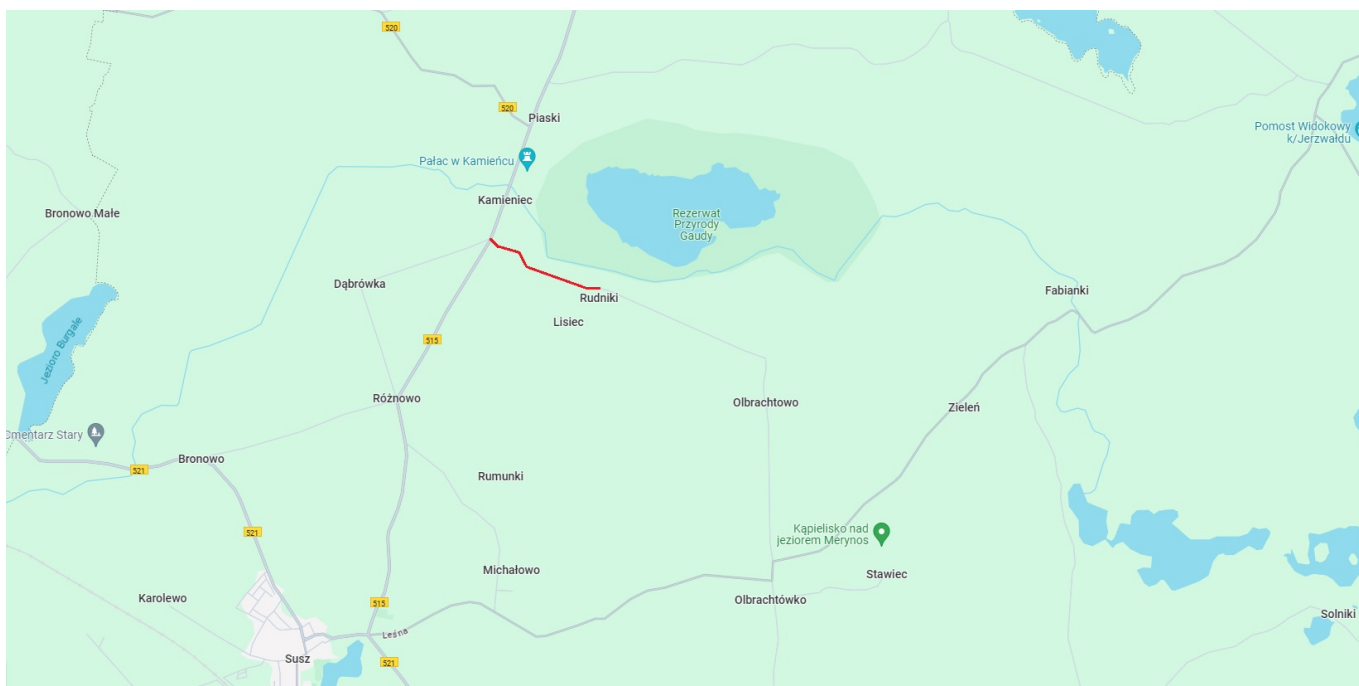 520
520
Piaski
Pomost Widokowy
k/Jerzwałdu
Pałac w Kamieńcu
Kamieniec
Bronowo Małe
Rezerwat
Przyrody
Gaudy
Dąbrówka
Rudniki
Fabianki
Lisiec
Jezioro Burgale
515
Różnowo
Olbrachtowo
Zieleń
Cmentarz Stary
Bronowo
521
Rumunki
521
Kąpielisko nad
jeziorem Merynos
Michałowo
Stawiec
Karolewo
515
Olbrachtówko
Solniki
Leśna
Susz
521